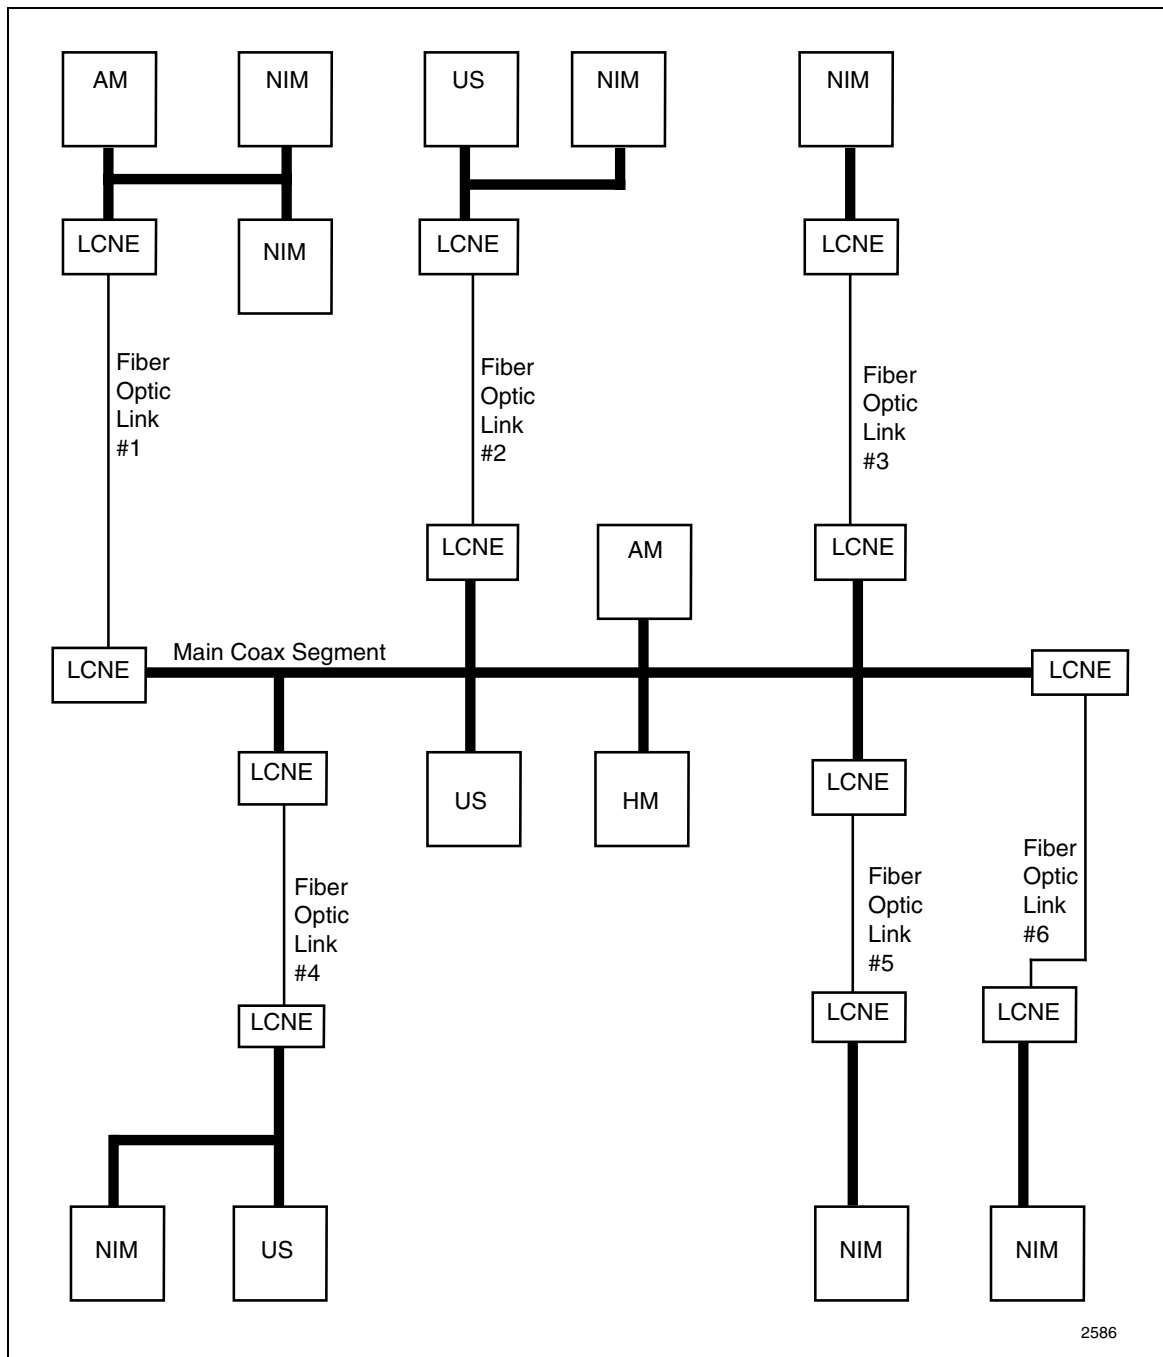 AM
NIM
US
NIM
NIM
LCNE
NIM
LCNE
LCNE
Fiber
Optic
Link
#1
Fiber
Optic
Link
#2
Fiber
Optic
Link
#3
LCNE
AM
LCNE
LCNE
Main Coax Segment
LCNE
LCNE
US
HM
LCNE
Fiber
Optic
Link
#4
Fiber
Optic
Link
#5
Fiber
Optic
Link
#6
LCNE
LCNE
LCNE
NIM
US
NIM
NIM
2586